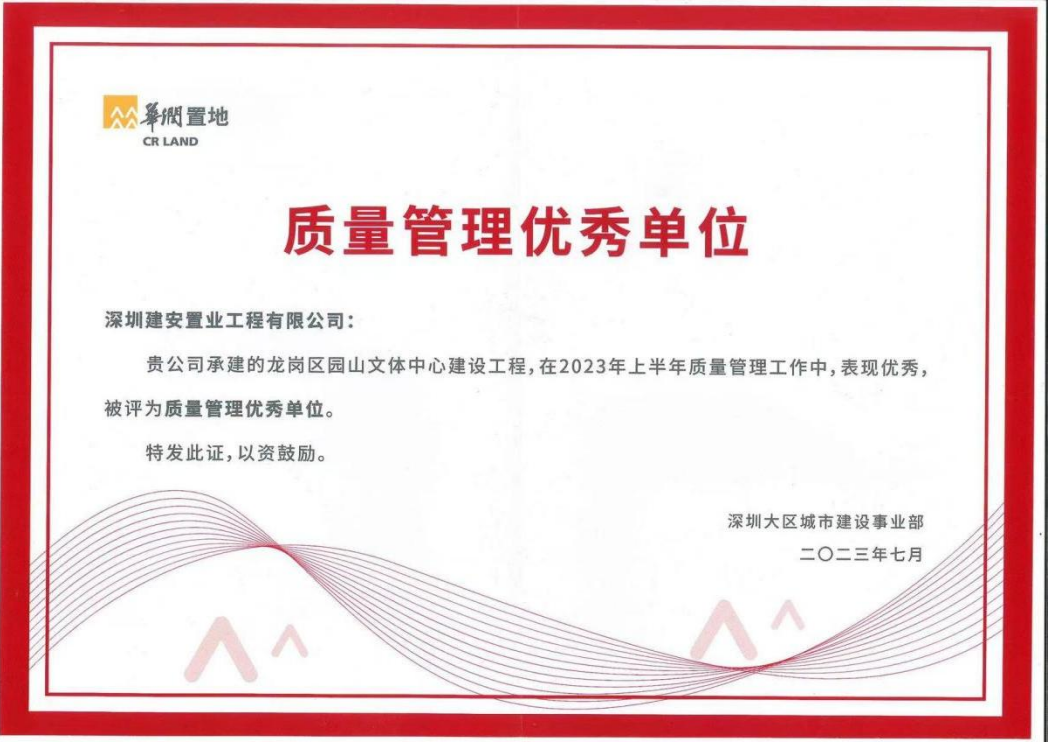 華潤置地
CR LAND
质量管理优秀单位
深圳建安置业工程有限公司：
贵公司承建的龙岗区园山文体中心建设工程，在2023年上半年质量管理工作中，表现优秀，
被评为质量管理优秀单位。
特发此证，以资鼓励。
深圳大区城市建设事业部
二〇二三年七月